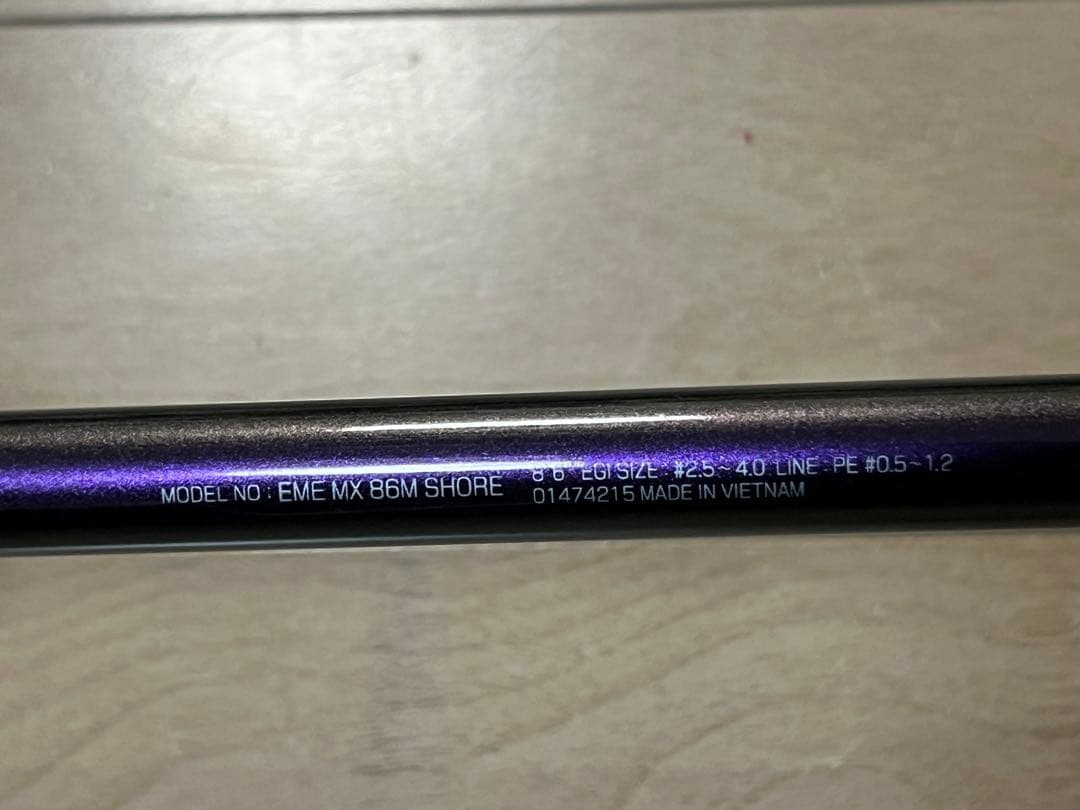 MODEL NO : EME MX 86M SHORE
8'6" EGI SIZE : #2.5~4.0 LINE : PE #0.5~1.2
01474215 MADE IN VIETNAM